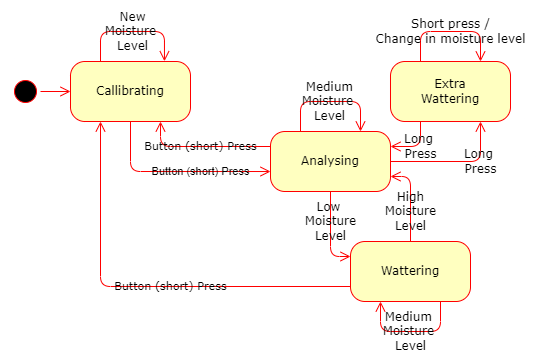 New
Moisture
Level
Callibrating
Short press /
Change in moisture level
Extra
Wattering
Medium
Moisture
Level
Button (short) Press
Analysing
Long
Press
Button (short) Press
Long
Press
Low
Moisture
Level
High
Moisture
Level
Wattering
Button (short) Press
Medium
Moisture
Level